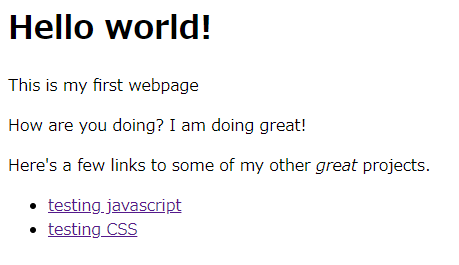 Hello world!
This is my first webpage
How are you doing? I am doing great!
Here's a few links to some of my other great projects.
testing javascript
testing CSS